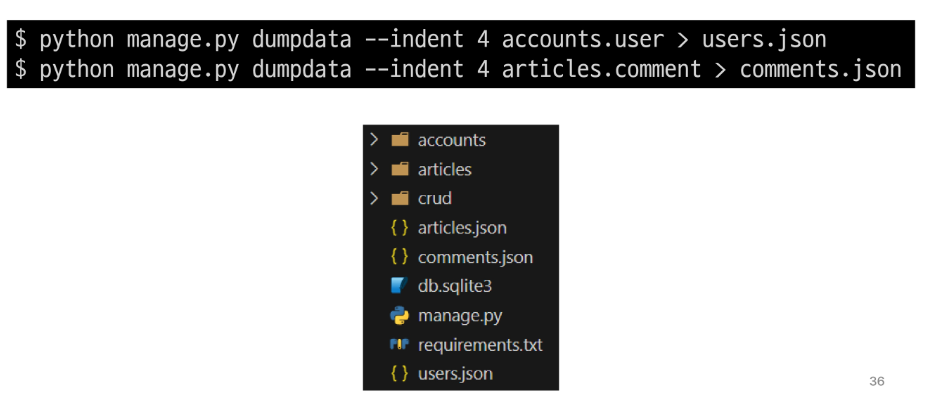 $ python manage.py dumpdata --indent 4 accounts.user > users.json
$ python manage.py dumpdata --indent 4 articles.comment > comments.json
accounts
articles
crud
articles.json
comments.json
db.sqlite3
manage.py
requirements.txt
users.json
36